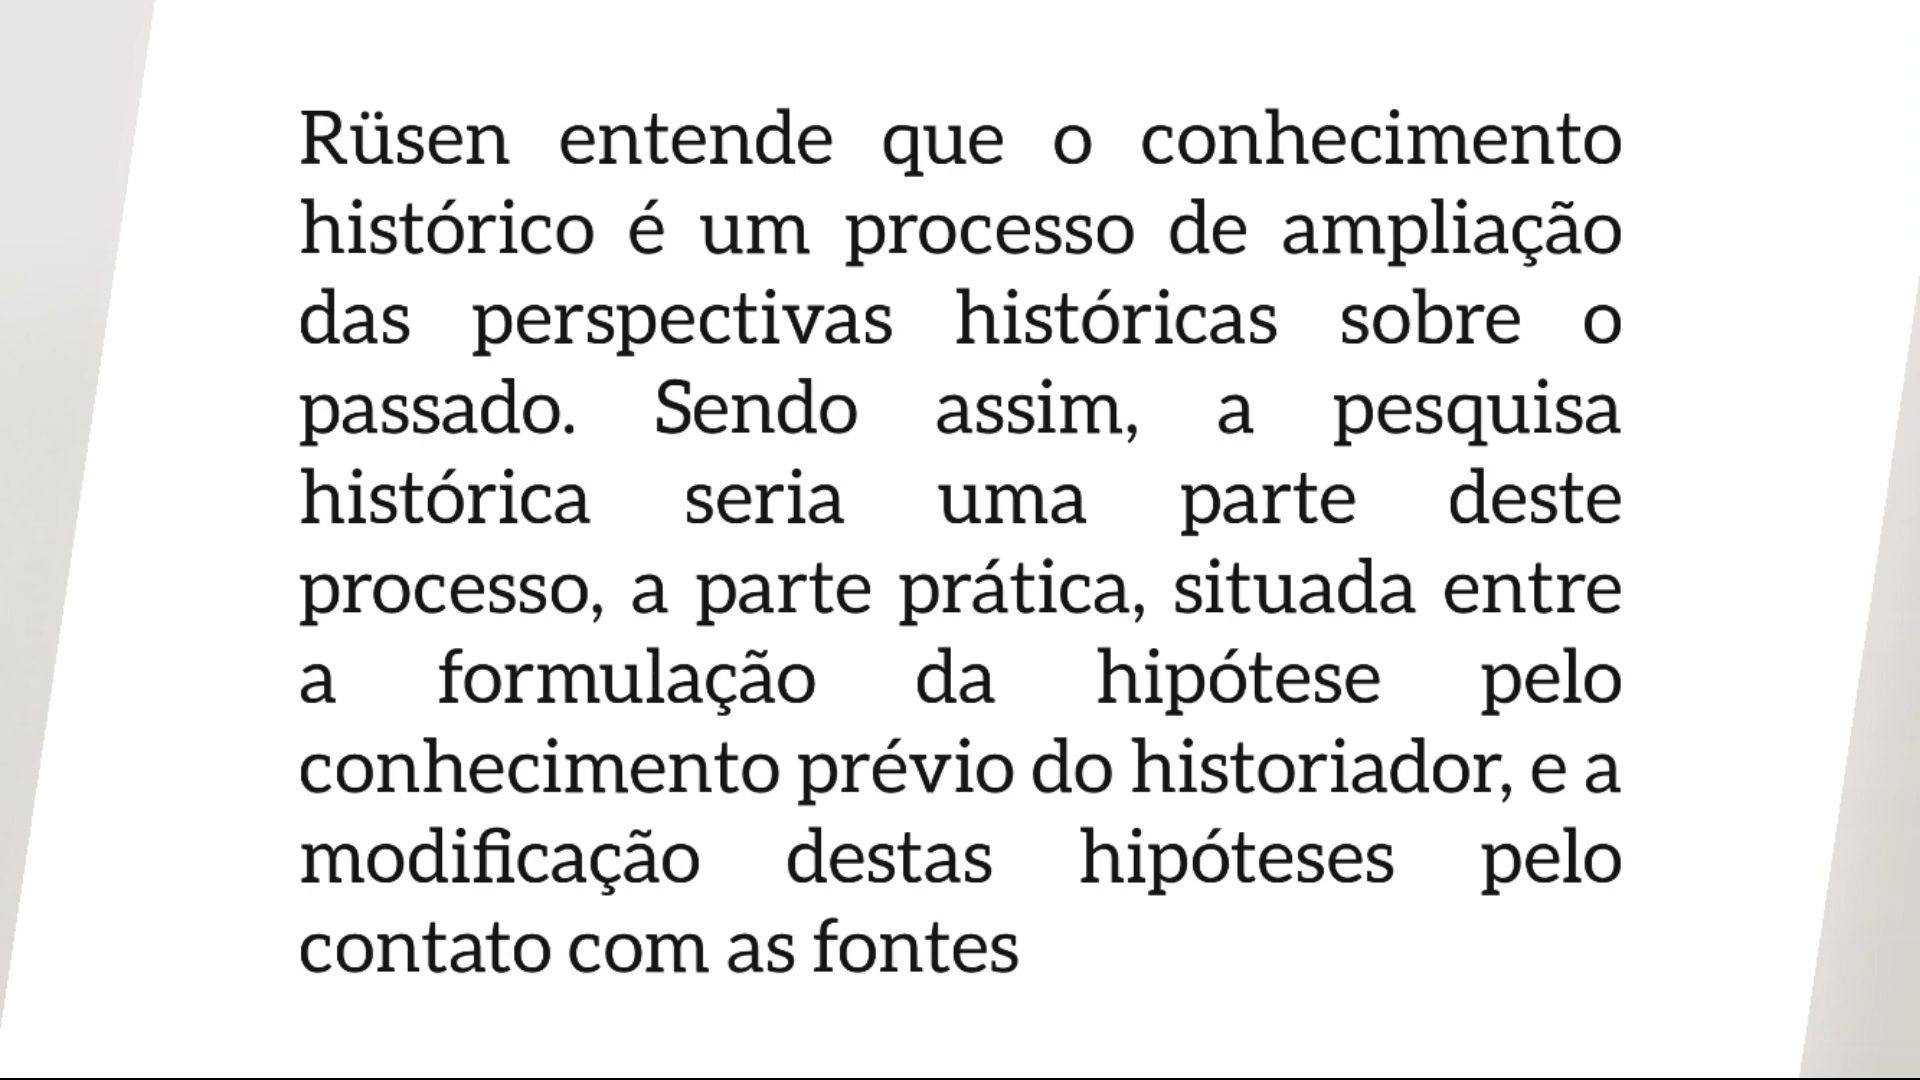 Rüsen entende que o conhecimento
histórico é um processo de ampliação
das perspectivas históricas sobre o
passado. Sendo assim, a pesquisa
histórica seria uma parte deste
processo, a parte prática, situada entre
a formulação da hipótese pelo
conhecimento prévio do historiador, e a
modificação destas hipóteses pelo
contato com as fontes